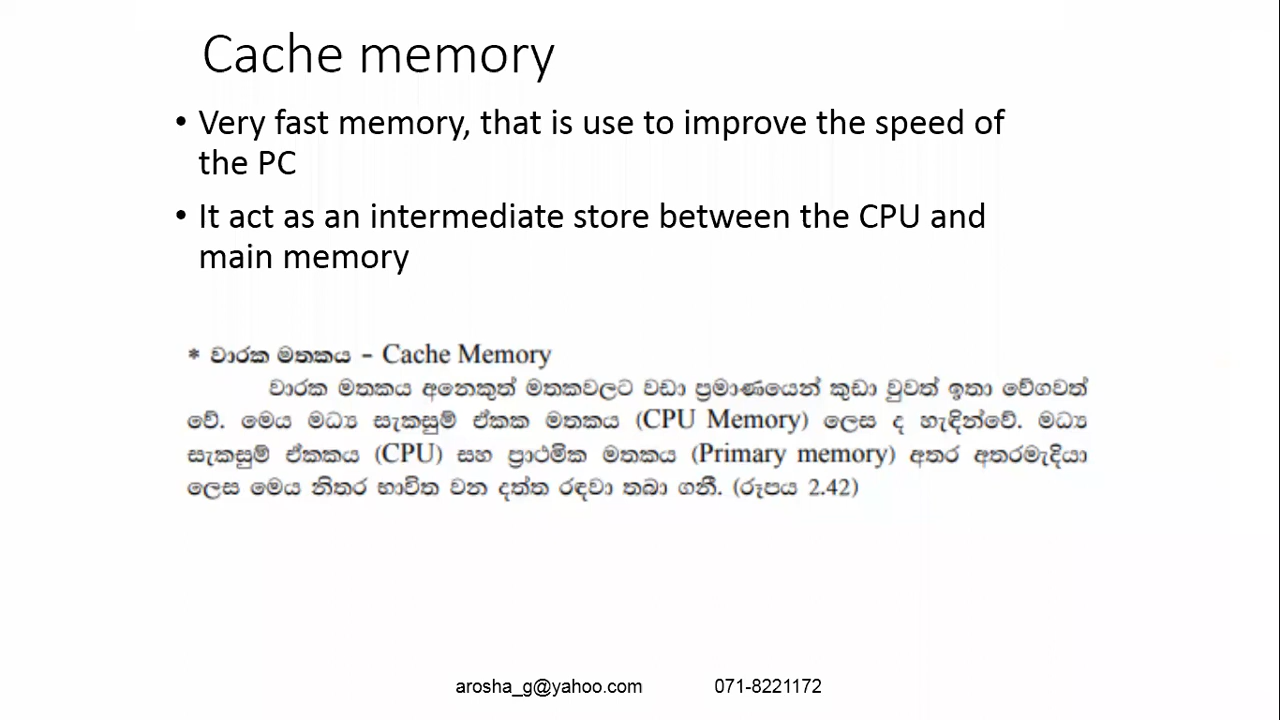 Cache memory
• Very fast memory, that is use to improve the speed of
the PC
• It act as an intermediate store between the CPU and
main memory
* වාරක මතකය - Cache Memory
වාරක මතකය අනෙකුත් මතකවලට වඩා ප්‍රමාණයෙන් කුඩා වුවත් ඉතා වේගවත්
වේ. මෙය මධ්‍ය සැකසුම් ඒකක මතකය (CPU Memory) ලෙස ද හැඳින්වේ. මධ්‍ය
සැකසුම් ඒකකය (CPU) සහ ප්‍රාථමික මතකය (Primary memory) අතර අතරමැදියා
ලෙස මෙය නිතර භාවිත වන දත්ත රඳවා තබා ගනී. (රූපය 2.42)
arosha_g@yahoo.com 071-8221172